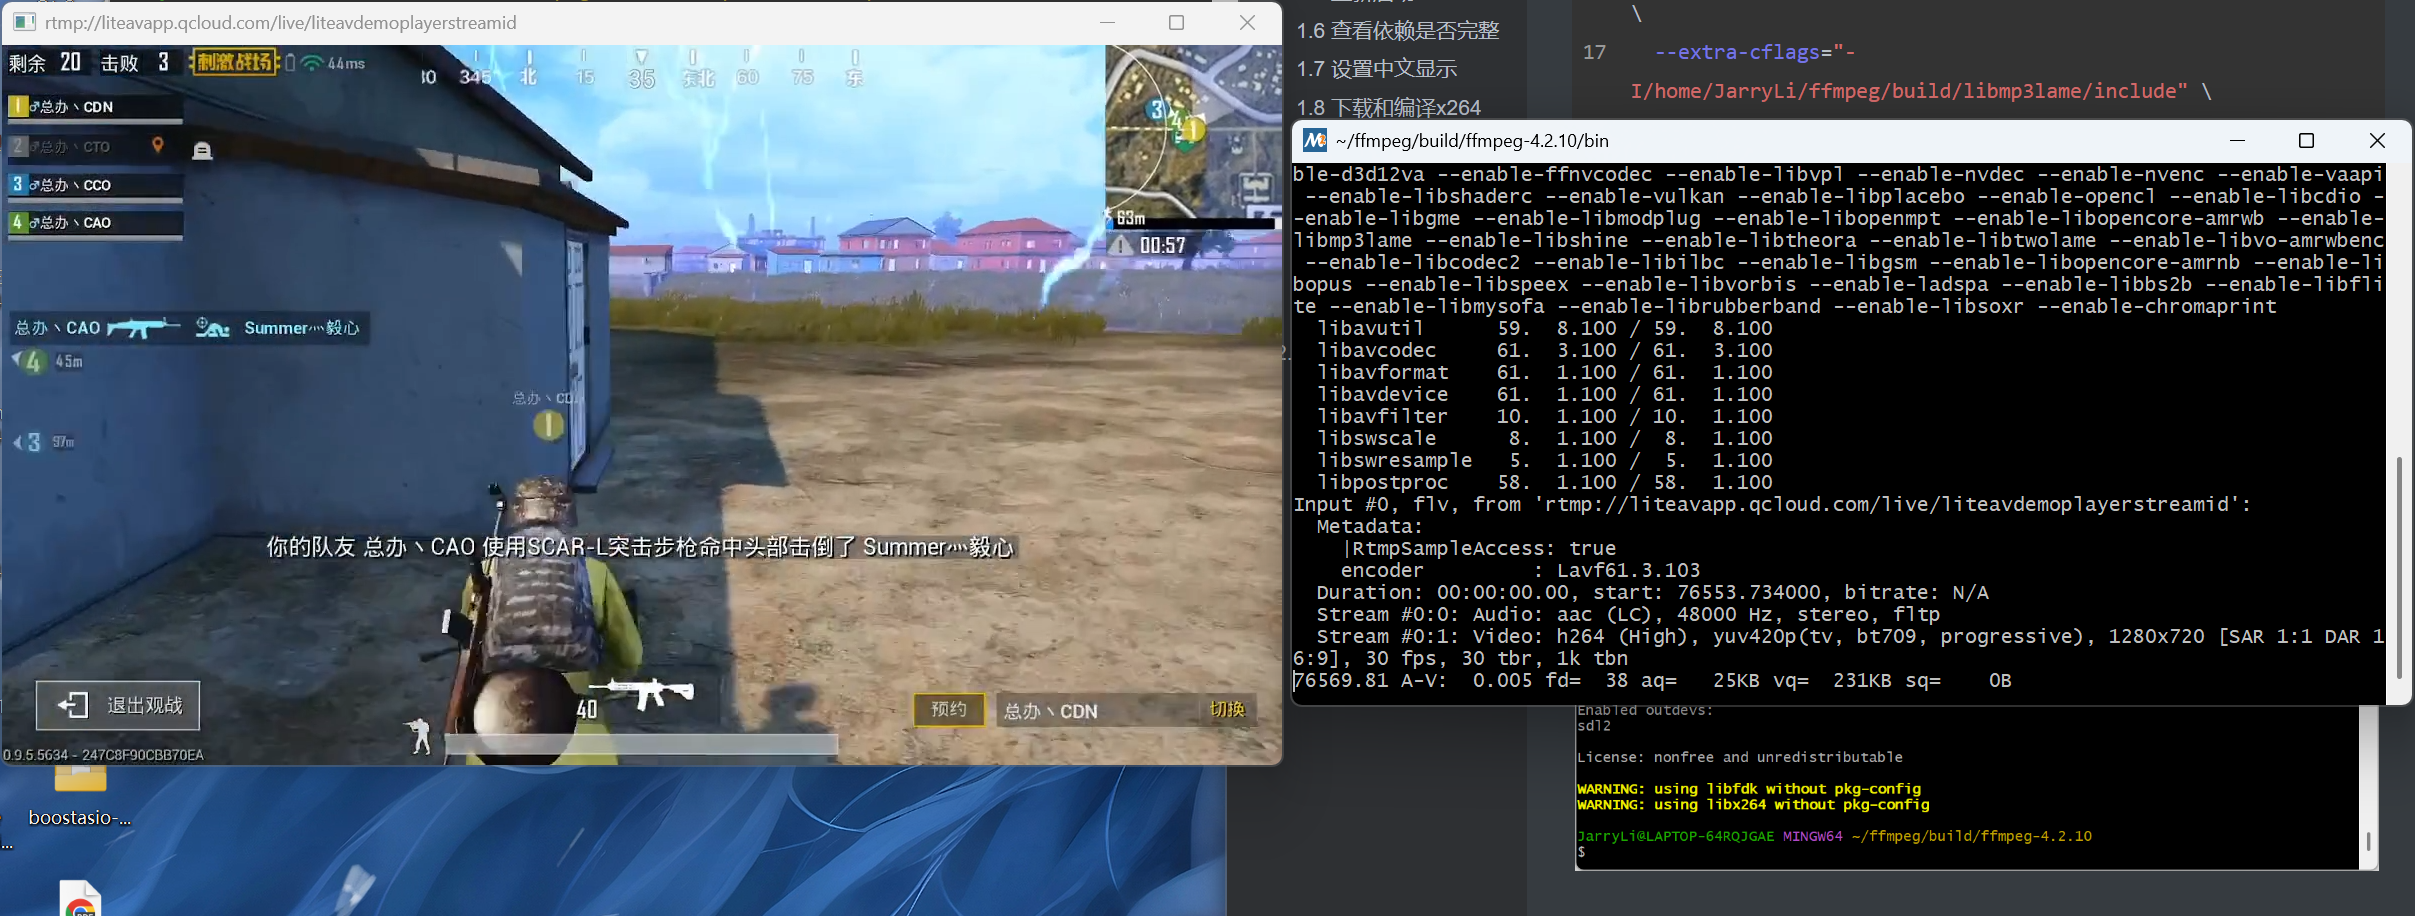 rtmp://liteavapp.qcloud.com/live/liteavdemoplayerstreamid
剩余 20 击败 3 刺激战场 44ms
345 北 15 35 东北 60 75 东
1 ♂总办丶CDN
2 ♂总办丶CTO
3 ♂总办丶CCO
4 ♂总办丶CAO
3
4
1
63m
00:57
总办丶CAO Summer灬毅心
4 45m
总办丶CD
1
3 97m
你的队友 总办丶CAO 使用SCAR-L突击步枪命中头部击倒了 Summer灬毅心
退出观战
40
预约 总办丶CDN 切换
0.9.5.5634 - 247C8F90CBB70EA
boostasio-...
1.6 查看依赖是否完整
1.7 设置中文显示
1.8 下载和编译x264
\
17 --extra-cflags="-
I/home/JarryLi/ffmpeg/build/libmp3lame/include" \
~/ffmpeg/build/ffmpeg-4.2.10/bin
ble-d3d12va --enable-ffnvcodec --enable-libvpl --enable-nvdec --enable-nvenc --enable-vaapi
--enable-libshaderc --enable-vulkan --enable-libplacebo --enable-opencl --enable-libcdio -
-enable-libgme --enable-libmodplug --enable-libopenmpt --enable-libopencore-amrwb --enable-
libmp3lame --enable-libshine --enable-libtheora --enable-libtwolame --enable-libvo-amrwbenc
--enable-libcodec2 --enable-libilbc --enable-libgsm --enable-libopencore-amrnb --enable-li
bopus --enable-libspeex --enable-libvorbis --enable-ladspa --enable-libbs2b --enable-libfli
te --enable-libmysofa --enable-librubberband --enable-libsoxr --enable-chromaprint
libavutil 59. 8.100 / 59. 8.100
libavcodec 61. 3.100 / 61. 3.100
libavformat 61. 1.100 / 61. 1.100
libavdevice 61. 1.100 / 61. 1.100
libavfilter 10. 1.100 / 10. 1.100
libswscale 8. 1.100 / 8. 1.100
libswresample 5. 1.100 / 5. 1.100
libpostproc 58. 1.100 / 58. 1.100
Input #0, flv, from 'rtmp://liteavapp.qcloud.com/live/liteavdemoplayerstreamid':
Metadata:
|RtmpSampleAccess: true
encoder : Lavf61.3.103
Duration: 00:00:00.00, start: 76553.734000, bitrate: N/A
Stream #0:0: Audio: aac (LC), 48000 Hz, stereo, fltp
Stream #0:1: Video: h264 (High), yuv420p(tv, bt709, progressive), 1280x720 [SAR 1:1 DAR 1
6:9], 30 fps, 30 tbr, 1k tbn
76569.81 A-V: 0.005 fd= 38 aq= 25KB vq= 231KB sq= 0B
Enabled outdevs:
sdl2
License: nonfree and unredistributable
WARNING: using libfdk without pkg-config
WARNING: using libx264 without pkg-config
JarryLi@LAPTOP-64RQJGAE MINGW64 ~/ffmpeg/build/ffmpeg-4.2.10
$